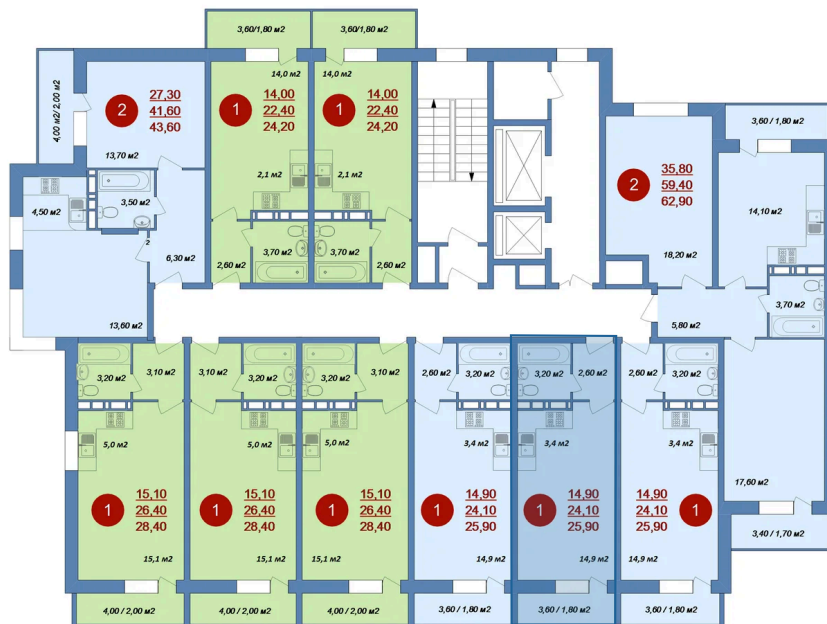 3,60/1,80 м2
3,60/1,80 м2
4,00 м2/ 2,00 м2
2
27,30
41,60
43,60
13,70 м2
14,0 м2
1
14,00
22,40
24,20
2,1 м2
14,0 м2
1
14,00
22,40
24,20
2,1 м2
3,60 / 1,80 м2
2
35,80
59,40
62,90
18,20 м2
14,10 м2
4,50 м2
3,50 м2
2
6,30 м2
13,60 м2
3,70 м2
2,60 м2
3,70 м2
2,60 м2
3,70 м2
5,80 м2
17,60 м2
3,40 / 1,70 м2
3,20 м2
3,10 м2
5,0 м2
1
15,10
26,40
28,40
15,1 м2
4,00 / 2,00 м2
3,10 м2
3,20 м2
5,0 м2
1
15,10
26,40
28,40
15,1 м2
4,00 / 2,00 м2
3,20 м2
3,10 м2
5,0 м2
1
15,10
26,40
28,40
15,1 м2
4,00 / 2,00 м2
2,60 м2
3,20 м2
3,4 м2
1
14,90
24,10
25,90
14,9 м2
3,60 / 1,80 м2
3,20 м2
2,60 м2
3,4 м2
1
14,90
24,10
25,90
14,9 м2
3,60 / 1,80 м2
2,60 м2
3,20 м2
3,4 м2
14,90
24,10
25,90
1
14,9 м2
3,60 / 1,80 м2